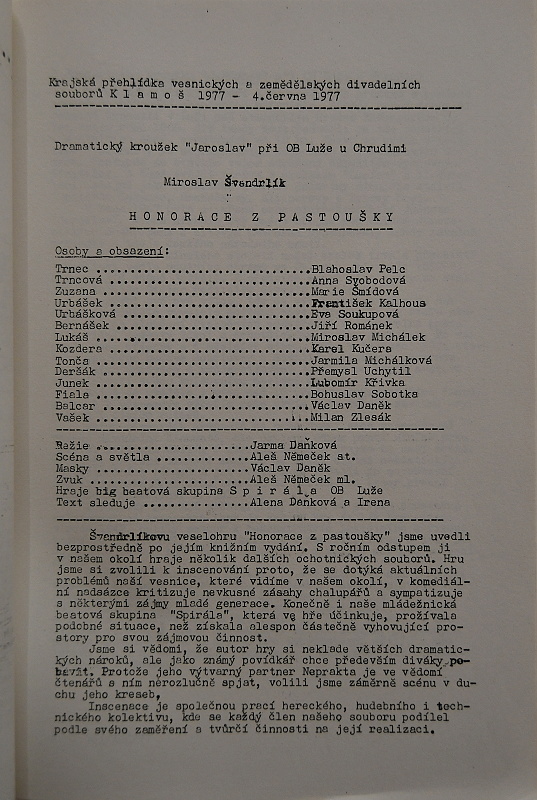 Krajská přehlídka vesnických a zemědělských divadelních
souborů K l a m o š 1977 - 4.června 1977
Dramatický kroužek "Jaroslav" při OB Luže u Chrudimi
Miroslav Švandrlík
H O N O R A C E Z P A S T O U Š K Y
Osoby a obsazení:
Trnec ................................Blahoslav Pelc
Trncová ..............................Anna Svobodová
Zuzana ...............................Marie Šmídová
Urbášek ..............................František Kalhous
Urbášková ............................Eva Soukupová
Bernášek .............................Jiří Románek
Lukáš ................................Miroslav Michálek
Kozdera ..............................Karel Kučera
Tonča ................................Jarmila Michálková
Deršák ...............................Přemysl Uchytil
Junek ................................Lubomír Křivka
Fiala ................................Bohuslav Sobotka
Balcar ...............................Václav Daněk
Vašek ................................Milan Zlesák
Režie .......................Jarma Daňková
Scéna a světla ..............Aleš Němeček st.
Masky .......................Václav Daněk
Zvuk ........................Aleš Němeček ml.
Hraje big beatová skupina S p i r á l a OB Luže
Text sleduje ................Alena Daňková a Irena
Švandrlíkovu veselohru "Honorace z pastoušky" jsme uvedli
bezprostředně po jejím knižním vydání. S ročním odstupem ji
v našem okolí hraje několik dalších ochotnických souborů. Hru
jsme si zvolili k inscenování proto, že se dotýká aktuálních
problémů naší vesnice, které vidíme v našem okolí, v komediál-
ní nadsázce kritizuje nevkusné zásahy chalupářů a sympatizuje
s některými zájmy mladé generace. Konečně i naše mládežnická
beatová skupina "Spirála", která ve hře účinkuje, prožívala
podobné situace, než získala alespoň částečně vyhovující pro-
story pro svou zájmovou činnost.
Jsme si vědomi, že autor hry si neklade větších dramatic-
kých nároků, ale jako známý povídkář chce především diváky po-
bavit. Protože jeho výtvarný partner Neprakta je ve vědomí
čtenářů s ním nerozlučně spjat, volili jsme záměrně scénu v du-
chu jeho kreseb.
Inscenace je společnou prací hereckého, hudebního i tech-
nického kolektivu, kde se každý člen našeho souboru podílel
podle svého zaměření a tvůrčí činnosti na její realizaci.